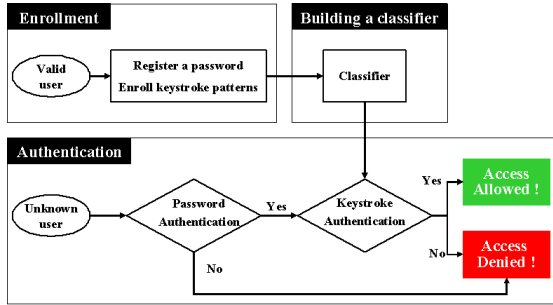 Enrollment
Building a classifier
Valid
user
Register a password
Enroll keystroke patterns
Classifier
Authentication
Unknown
user
Password
Authentication
Yes
No
Keystroke
Authentication
Yes
No
Access
Allowed !
Access
Denied !